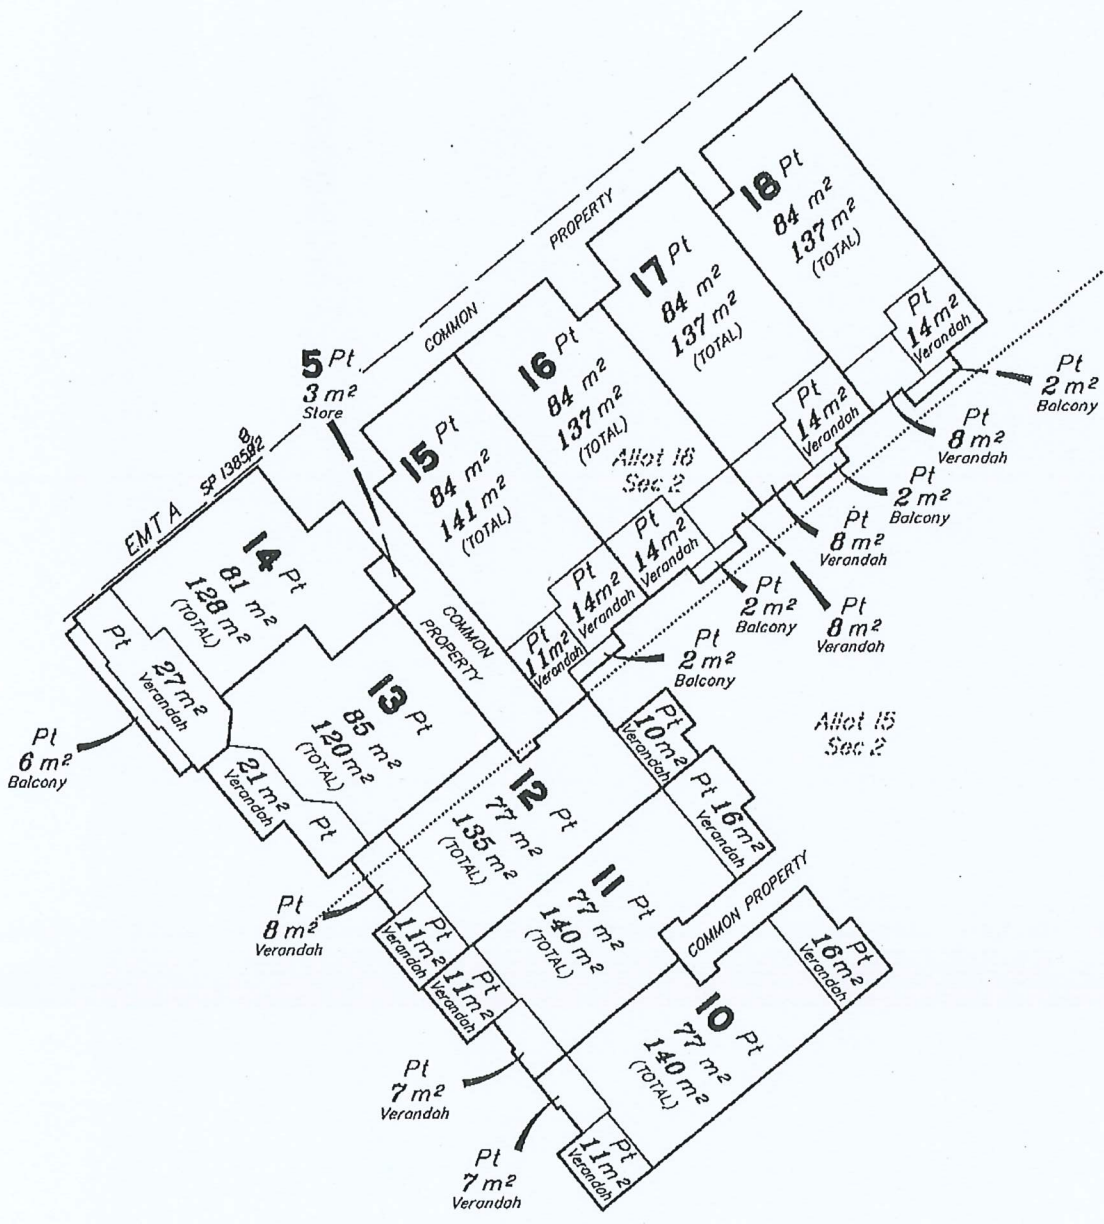 18 Pt
84 m²
137 m²
(TOTAL)
Pt
14 m²
Verandah
Pt
2 m²
Balcony
Pt
8 m²
Verandah
PROPERTY
COMMON
17 Pt
84 m²
137 m²
(TOTAL)
Pt
14 m²
Verandah
Pt
2 m²
Balcony
Pt
8 m²
Verandah
16 Pt
84 m²
137 m²
(TOTAL)
Allot 16
Sec 2
Pt
14 m²
Verandah
Pt
2 m²
Balcony
Pt
8 m²
Verandah
5 Pt
3 m²
Store
15 Pt
84 m²
141 m²
(TOTAL)
Pt
14 m²
Verandah
Pt
11 m²
Verandah
Pt
2 m²
Balcony
Allot 15
Sec 2
EMT A
14 Pt
81 m²
128 m²
(TOTAL)
Pt
27 m²
Verandah
Pt
6 m²
Balcony
COMMON
PROPERTY
13 Pt
85 m²
120 m²
(TOTAL)
Pt
21 m²
Verandah
12 Pt
77 m²
135 m²
(TOTAL)
Pt
10 m²
Verandah
Pt
8 m²
Verandah
Pt
11 m²
Verandah
11 Pt
77 m²
140 m²
(TOTAL)
Pt 16 m²
Verandah
Pt
11 m²
Verandah
Pt
7 m²
Verandah
COMMON PROPERTY
10 Pt
77 m²
140 m²
(TOTAL)
Pt
16 m²
Verandah
Pt
7 m²
Verandah
Pt
11 m²
Verandah